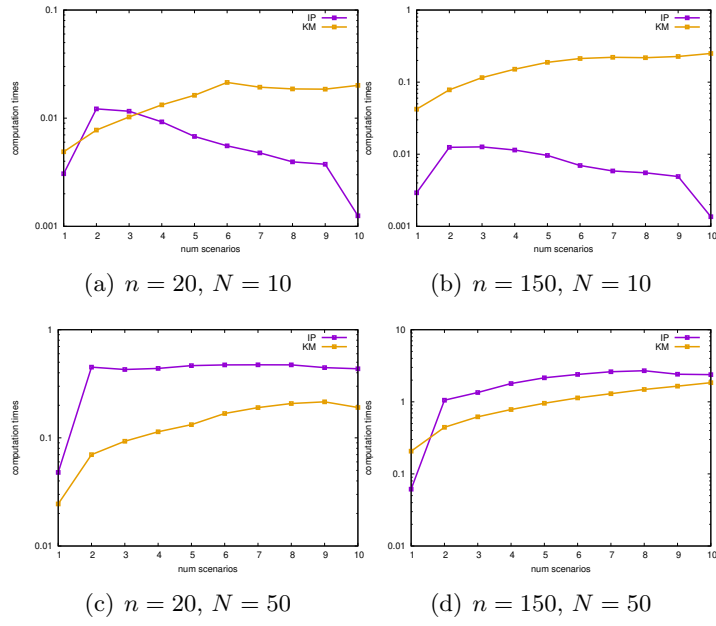 0.1
IP
KM
computation times
0.01
0.001
1 2 3 4 5 6 7 8 9 10
num scenarios
(a) n = 20, N = 10
1
IP
KM
0.1
computation times
0.01
0.001
1 2 3 4 5 6 7 8 9 10
num scenarios
(b) n = 150, N = 10
1
IP
KM
computation times
0.1
0.01
1 2 3 4 5 6 7 8 9 10
num scenarios
(c) n = 20, N = 50
10
IP
KM
computation times
1
0.1
0.01
1 2 3 4 5 6 7 8 9 10
num scenarios
(d) n = 150, N = 50